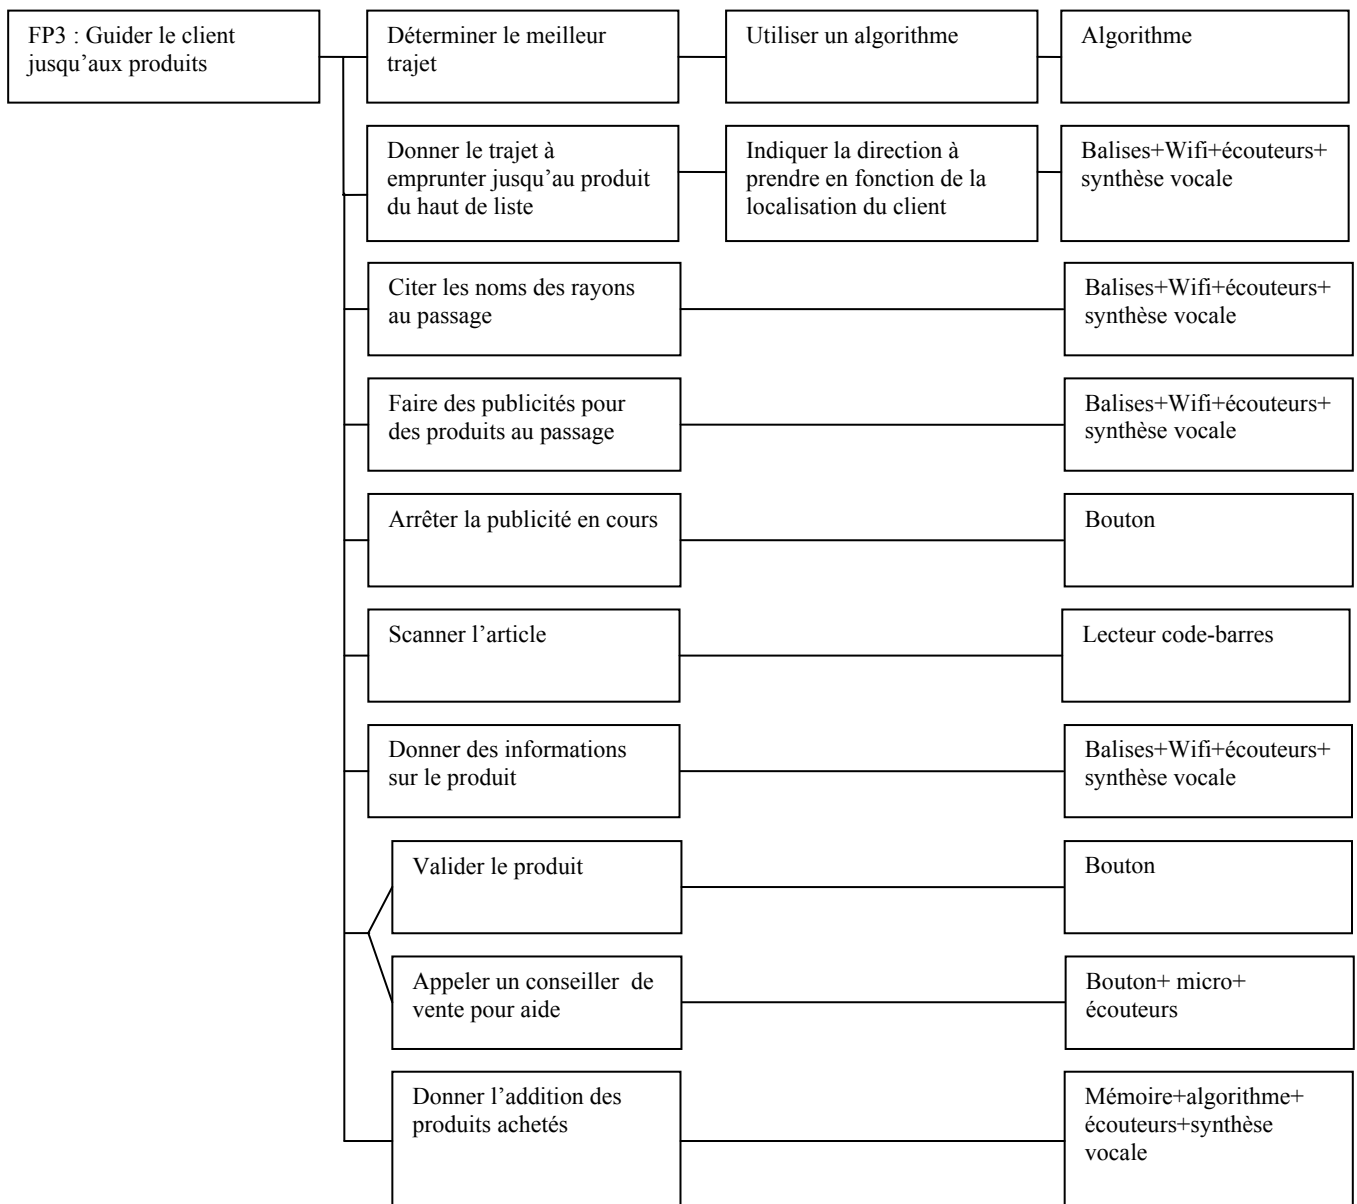 FP3 : Guider le client
jusqu’aux produits
Déterminer le meilleur
trajet
Utiliser un algorithme
Algorithme
Donner le trajet à
emprunter jusqu’au produit
du haut de liste
Indiquer la direction à
prendre en fonction de la
localisation du client
Balises+Wifi+écouteurs+
synthèse vocale
Citer les noms des rayons
au passage
Balises+Wifi+écouteurs+
synthèse vocale
Faire des publicités pour
des produits au passage
Balises+Wifi+écouteurs+
synthèse vocale
Arrêter la publicité en cours
Bouton
Scanner l’article
Lecteur code-barres
Donner des informations
sur le produit
Balises+Wifi+écouteurs+
synthèse vocale
Valider le produit
Bouton
Appeler un conseiller  de
vente pour aide
Bouton+ micro+
écouteurs
Donner l’addition des
produits achetés
Mémoire+algorithme+
écouteurs+synthèse
vocale